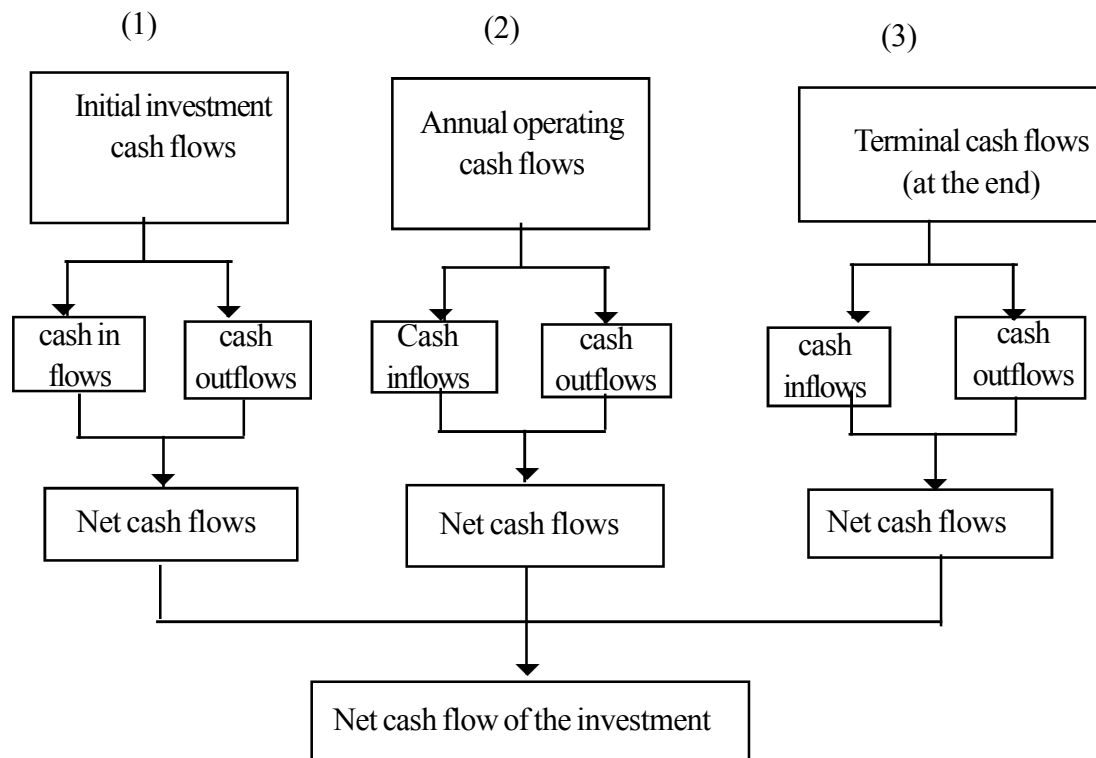 (1)
(2)
(3)
Initial investment
cash flows
Annual operating
cash flows
Terminal cash flows
(at the end)
cash in
flows
cash
outflows
Cash
inflows
cash
outflows
cash
inflows
cash
outflows
Net cash flows
Net cash flows
Net cash flows
Net cash flow of the investment